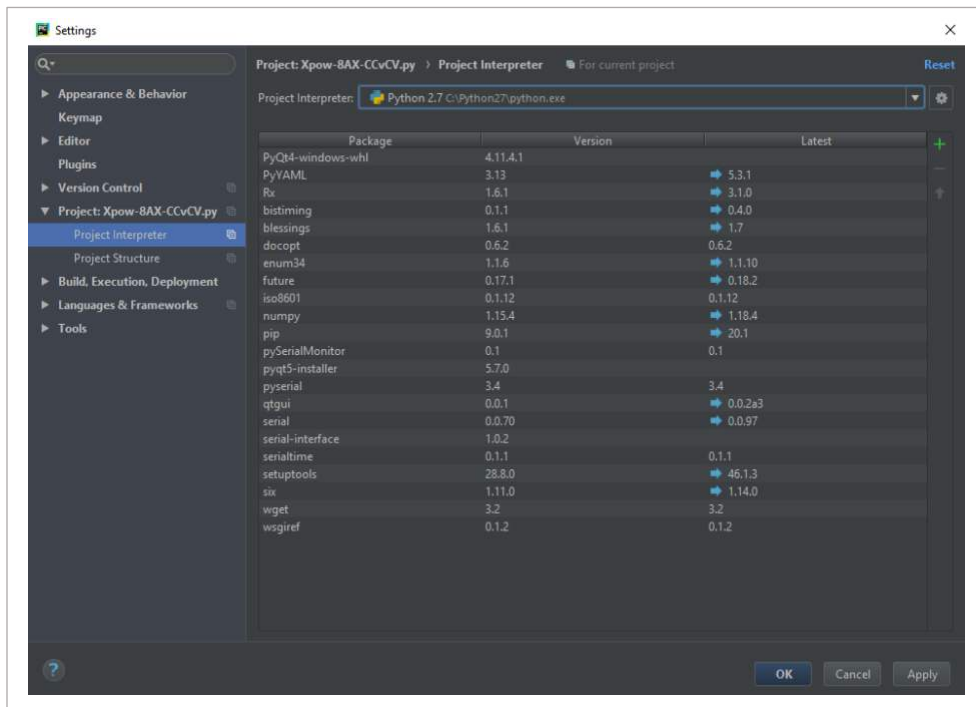 Settings
Project: Xpow-8AX-CCvCV.py › Project Interpreter For current project Reset
Appearance & Behavior
Keymap
Editor
Plugins
Version Control
Project: Xpow-8AX-CCvCV.py
Project Interpreter
Project Structure
Build, Execution, Deployment
Languages & Frameworks
Tools
Project Interpreter: Python 2.7 C:\Python27\python.exe
Package Version Latest
PyQt4-windows-whl 4.11.4.1
PyYAML 3.13 5.3.1
Rx 1.6.1 3.1.0
bistiming 0.1.1 0.4.0
blessings 1.6.1 1.7
docopt 0.6.2 0.6.2
enum34 1.1.6 1.1.10
future 0.17.1 0.18.2
iso8601 0.1.12 0.1.12
numpy 1.15.4 1.18.4
pip 9.0.1 20.1
pySerialMonitor 0.1 0.1
pyqt5-installer 5.7.0
pyserial 3.4 3.4
qtgui 0.0.1 0.0.2a3
serial 0.0.70 0.0.97
serial-interface 1.0.2
serialtime 0.1.1 0.1.1
setuptools 28.8.0 46.1.3
six 1.11.0 1.14.0
wget 3.2 3.2
wsgiref 0.1.2 0.1.2
? OK Cancel Apply